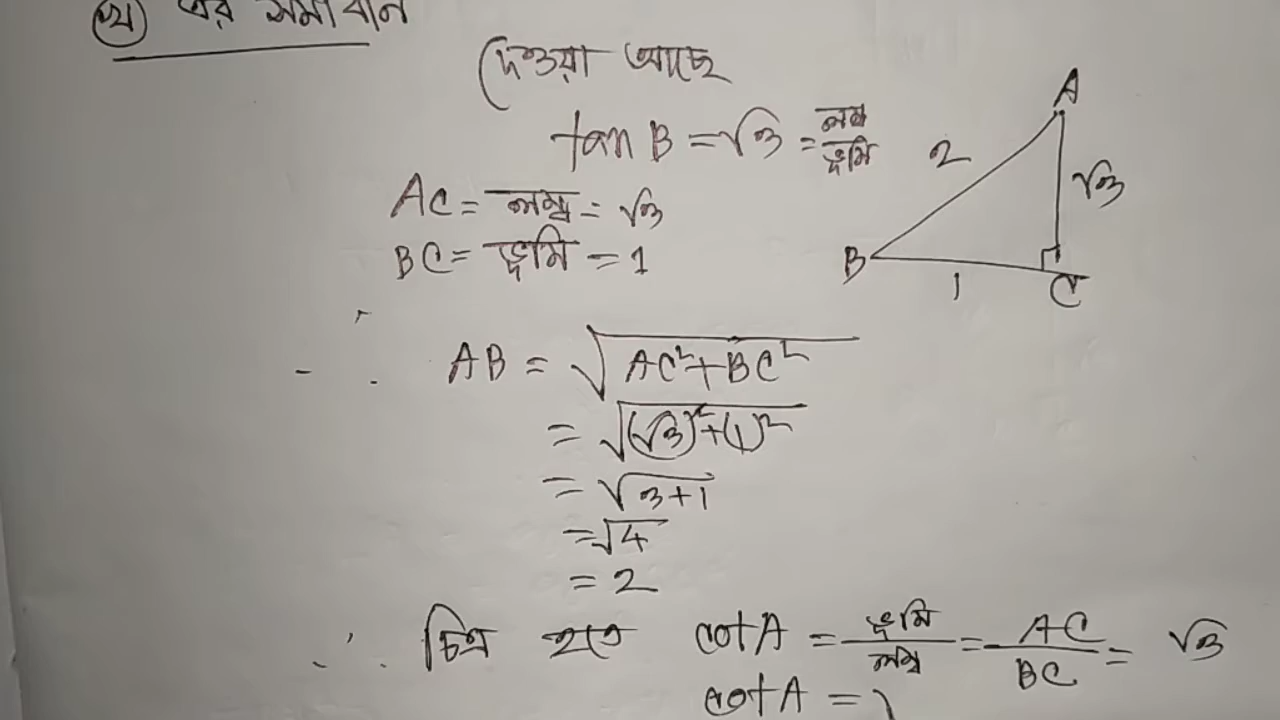 (খ) এর সমাধান
দেওয়া আছে
tan B = √3 = লম্ব/ভূমি
AC = লম্ব = √3
BC = ভূমি = 1
A
2
√3
B
1
C
∴ AB = √(AC²+BC²)
= √((√3)²+(1)²)
= √(3+1)
= √4
= 2
∴ চিত্র হতে cot A = ভূমি/লম্ব = AC/BC = √3
cot A =